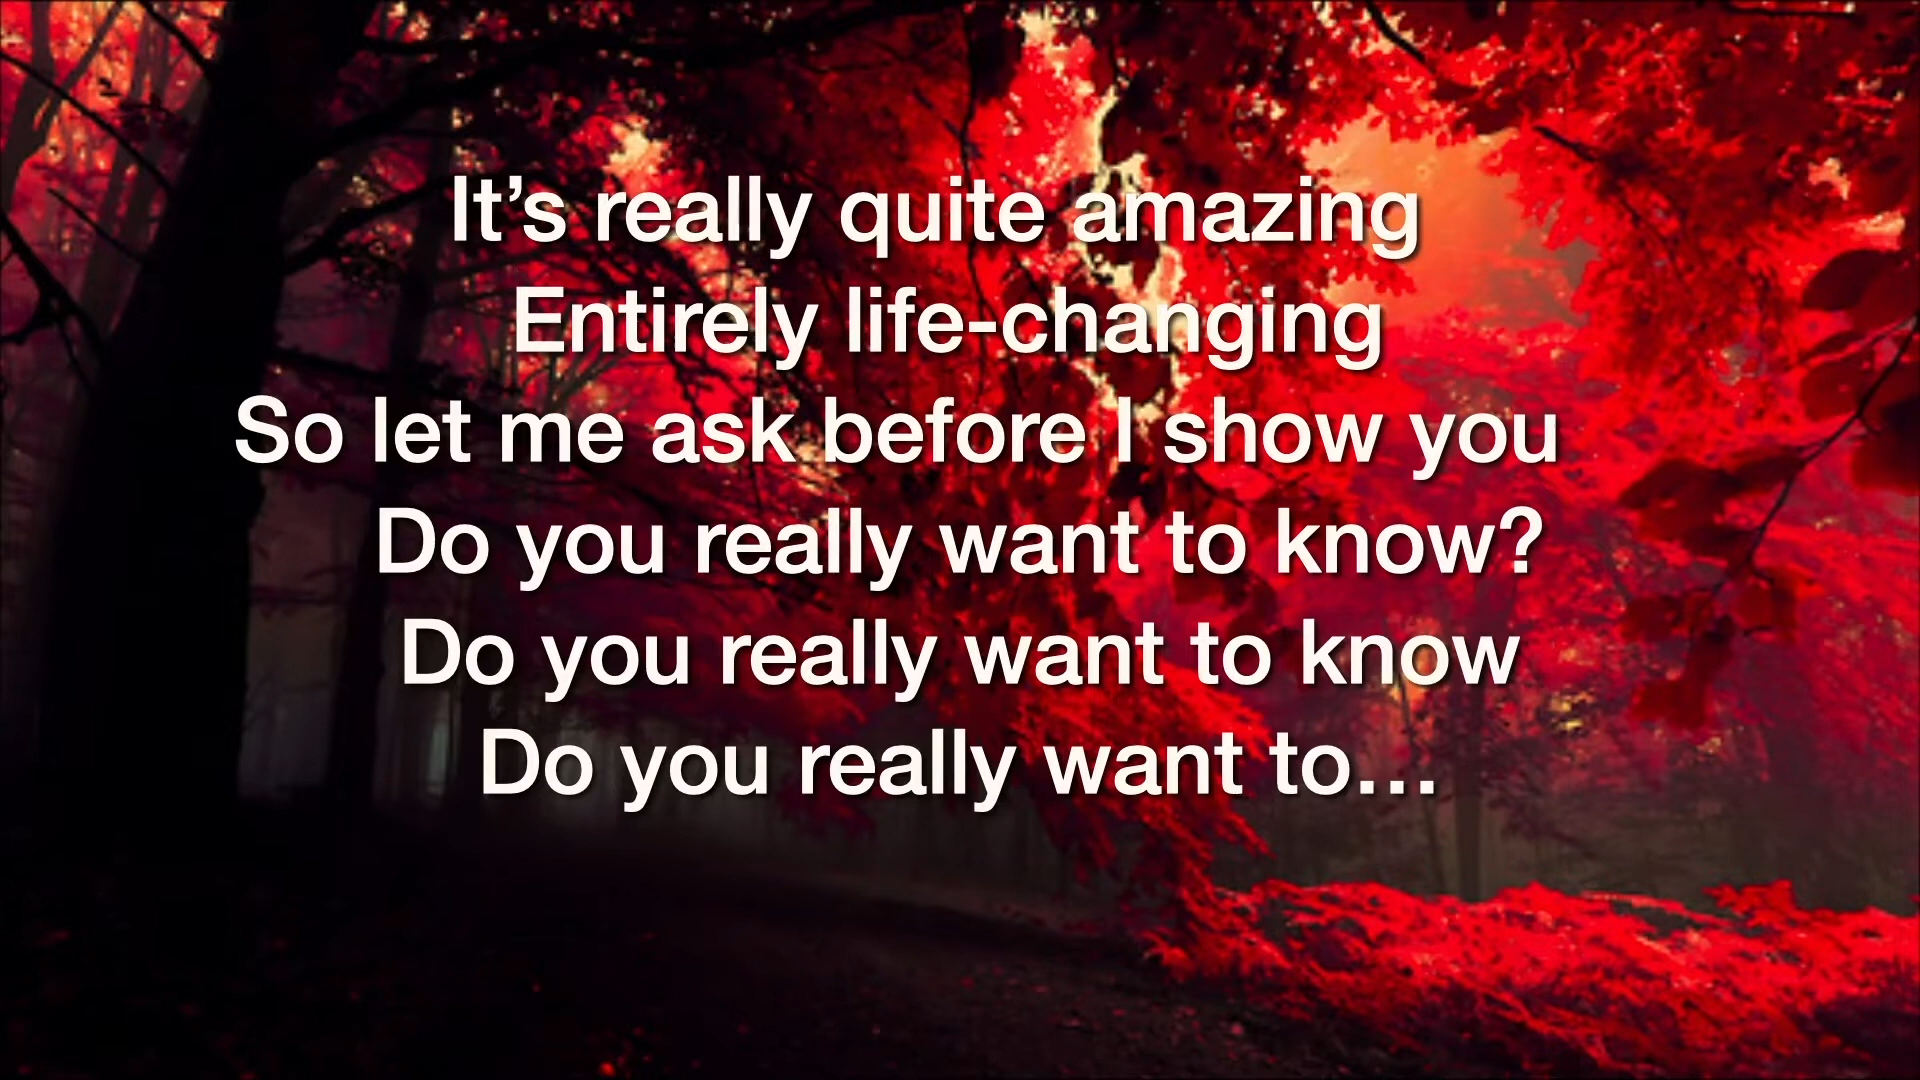 It’s really quite amazing
Entirely life-changing
So let me ask before I show you
Do you really want to know?
Do you really want to know
Do you really want to…